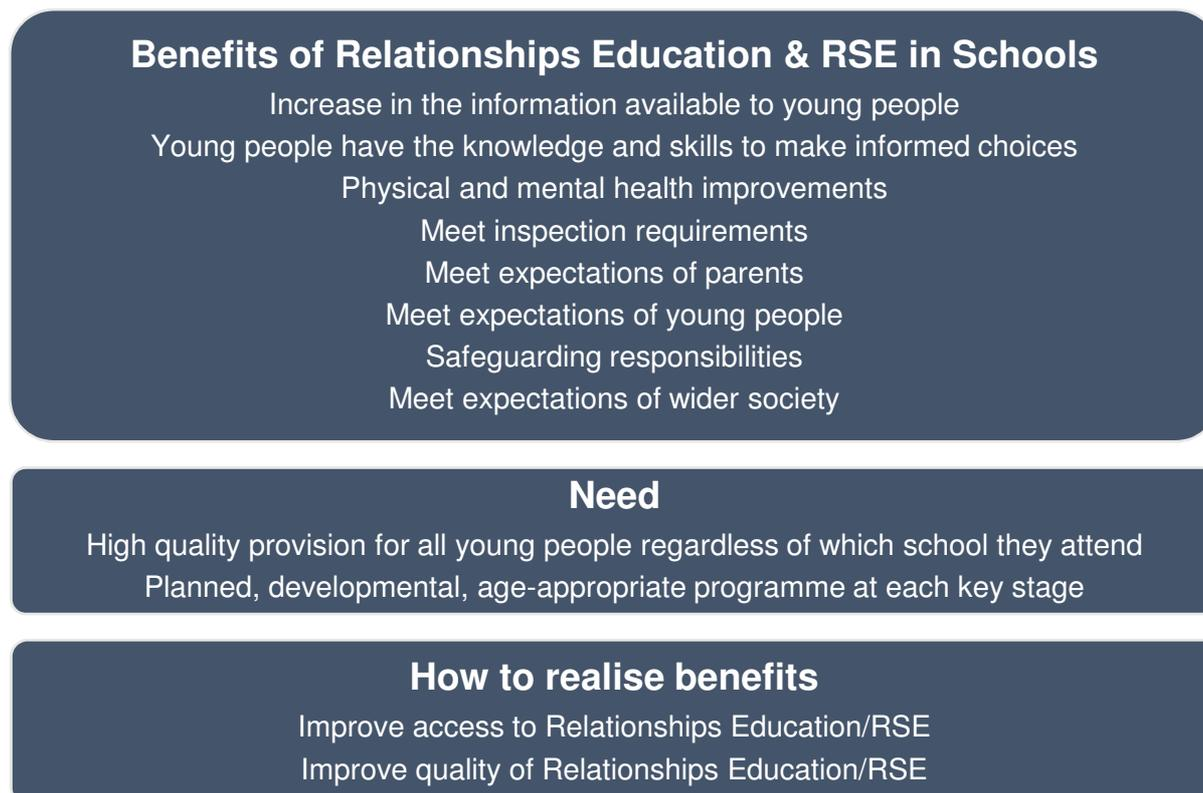 Benefits of Relationships Education & RSE in Schools
Increase in the information available to young people
Young people have the knowledge and skills to make informed choices
Physical and mental health improvements
Meet inspection requirements
Meet expectations of parents
Meet expectations of young people
Safeguarding responsibilities
Meet expectations of wider society
Need
High quality provision for all young people regardless of which school they attend
Planned, developmental, age-appropriate programme at each key stage
How to realise benefits
Improve access to Relationships Education/RSE
Improve quality of Relationships Education/RSE